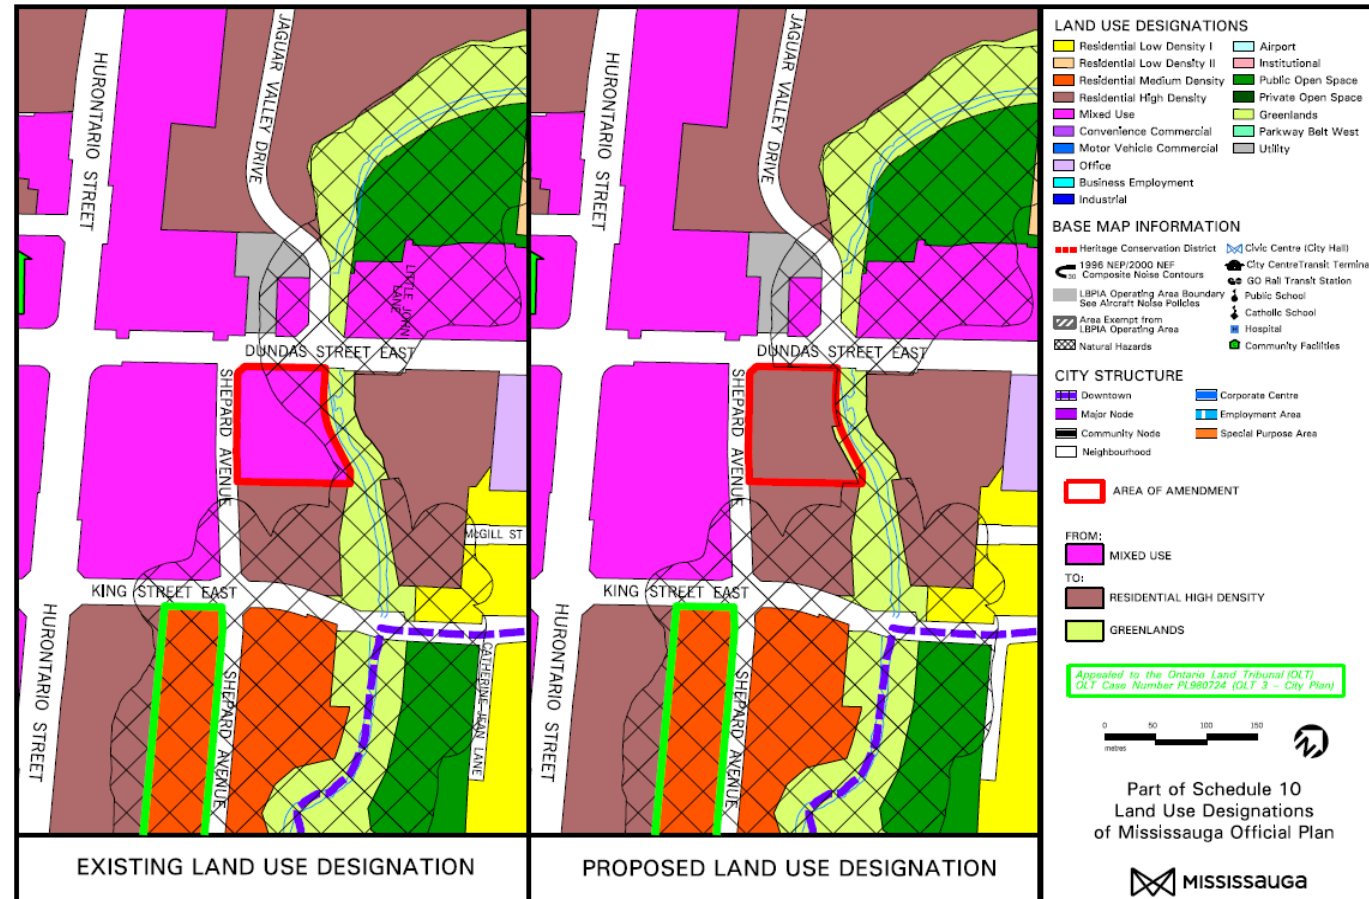 HURONTARIO STREET
JAGUAR VALLEY DRIVE
LITTLE JOHN
LANE
DUNDAS STREET EAST
SHEPARD AVENUE
McGILL ST
KING STREET EAST
HURONTARIO STREET
SHEPARD AVENUE
CATHERINE JEAN LANE
EXISTING LAND USE DESIGNATION
HURONTARIO STREET
JAGUAR VALLEY DRIVE
DUNDAS STREET EAST
SHEPARD AVENUE
KING STREET EAST
HURONTARIO STREET
SHEPARD AVENUE
PROPOSED LAND USE DESIGNATION
LAND USE DESIGNATIONS
Residential Low Density I
Residential Low Density II
Residential Medium Density
Residential High Density
Mixed Use
Convenience Commercial
Motor Vehicle Commercial
Office
Business Employment
Industrial
Airport
Institutional
Public Open Space
Private Open Space
Greenlands
Parkway Belt West
Utility
BASE MAP INFORMATION
Heritage Conservation District
30
1996 NEP/2000 NEF
Composite Noise Contours
LBPIA Operating Area Boundary
See Aircraft Noise Policies
Area Exempt from
LBPIA Operating Area
Natural Hazards
Civic Centre (City Hall)
City CentreTransit Termina
GO Rail Transit Station
Public School
Catholic School
H
Hospital
Community Facilities
CITY STRUCTURE
Downtown
Major Node
Community Node
Neighbourhood
Corporate Centre
Employment Area
Special Purpose Area
AREA OF AMENDMENT
FROM:
MIXED USE
TO:
RESIDENTIAL HIGH DENSITY
GREENLANDS
Appealed to the Ontario Land Tribunal (OLT)
OLT Case Number PL980724 (OLT 3 - City Plan)
0 50 100 150
metres
Part of Schedule 10
Land Use Designations
of Mississauga Official Plan
MISSISSAUGA